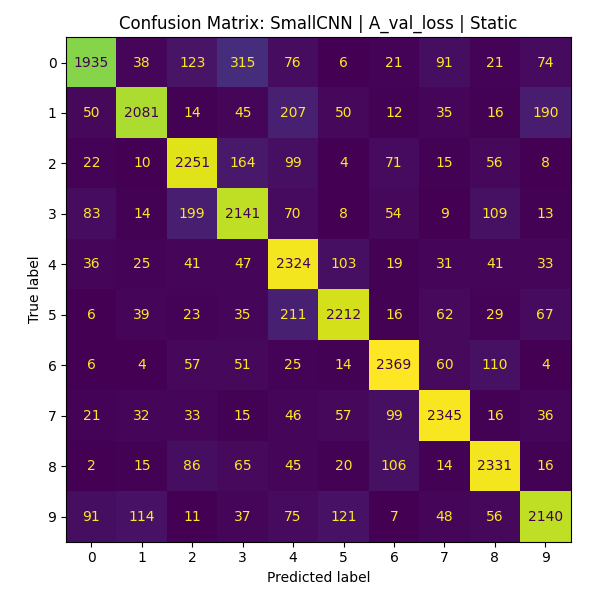 Confusion Matrix: SmallCNN | A_val_loss | Static
0 1935 38 123 315 76 6 21 91 21 74
1 50 2081 14 45 207 50 12 35 16 190
2 22 10 2251 164 99 4 71 15 56 8
3 83 14 199 2141 70 8 54 9 109 13
4 36 25 41 47 2324 103 19 31 41 33
5 6 39 23 35 211 2212 16 62 29 67
6 6 4 57 51 25 14 2369 60 110 4
7 21 32 33 15 46 57 99 2345 16 36
8 2 15 86 65 45 20 106 14 2331 16
9 91 114 11 37 75 121 7 48 56 2140
0 1 2 3 4 5 6 7 8 9
Predicted label
True label